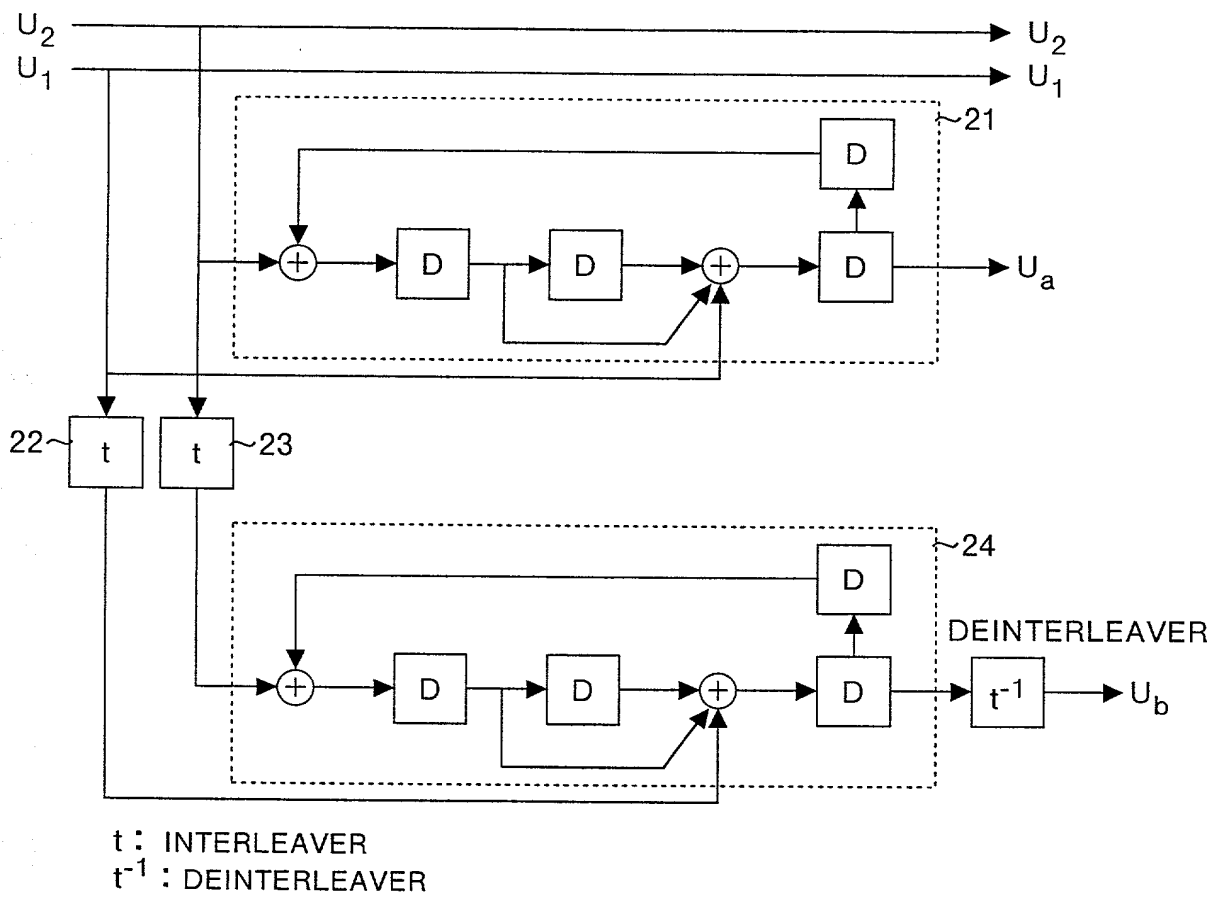 U2 U2
U1 U1
21
D
D D D Ua
22 t t 23
24
D
DEINTERLEAVER
D D D t-1 Ub
t : INTERLEAVER
t-1 : DEINTERLEAVER